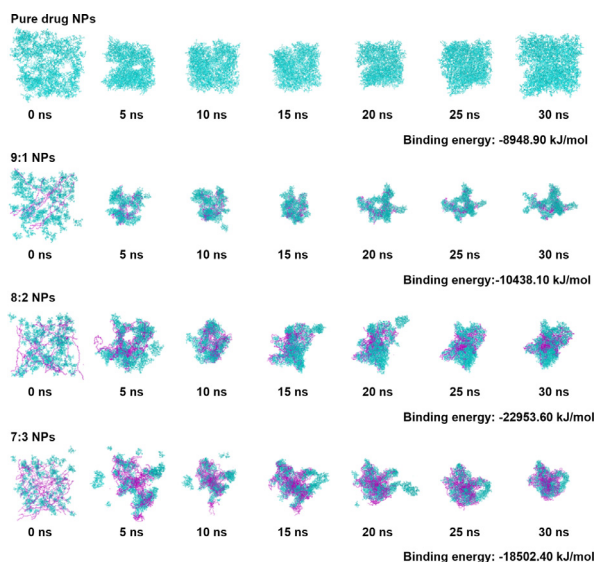 Pure drug NPs
0 ns 5 ns 10 ns 15 ns 20 ns 25 ns 30 ns
Binding energy: -8948.90 kJ/mol
9:1 NPs
0 ns 5 ns 10 ns 15 ns 20 ns 25 ns 30 ns
Binding energy:-10438.10 kJ/mol
8:2 NPs
0 ns 5 ns 10 ns 15 ns 20 ns 25 ns 30 ns
Binding energy: -22953.60 kJ/mol
7:3 NPs
0 ns 5 ns 10 ns 15 ns 20 ns 25 ns 30 ns
Binding energy: -18502.40 kJ/mol